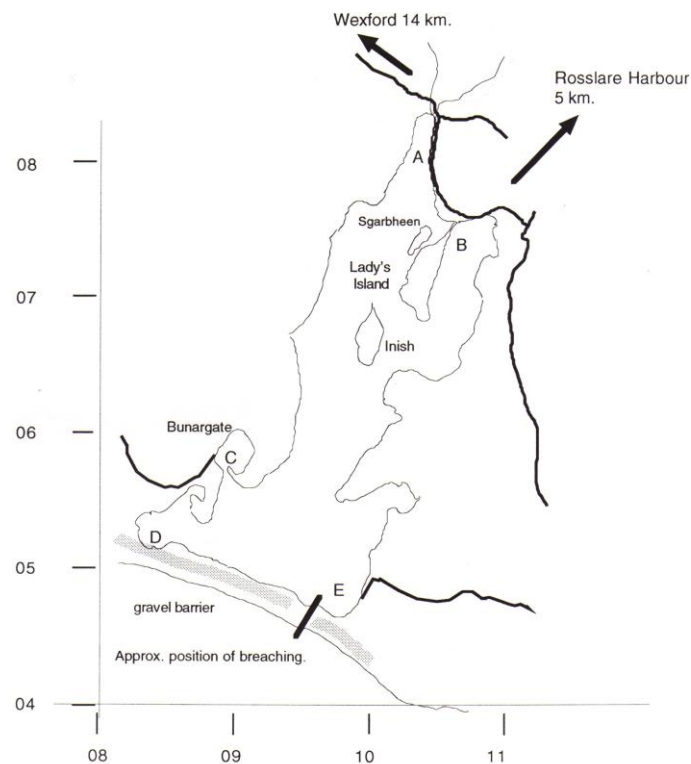 Wexford 14 km.
Rosslare Harbour
5 km.
08
A
Sgarbheen
B
Lady's
Island
07
Inish
06
Bunargate
C
D
05
E
gravel barrier
Approx. position of breaching.
04
08
09
10
11